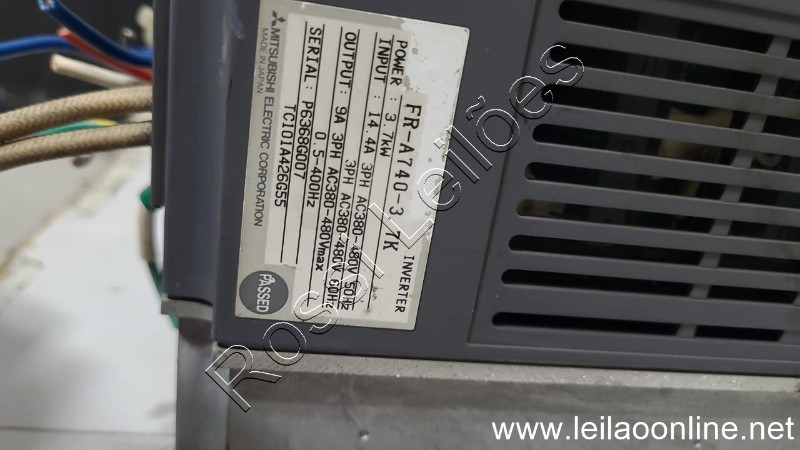 FR-A740-3.7K
INVERTER
POWER : 3.7kW
INPUT : 14.4A 3PH AC380-480V 50Hz
3PH AC380-480V 60Hz
OUTPUT: 9A 3PH AC380-480Vmax
0.5-400Hz
SERIAL: P63686007
TC101A426G55
MITSUBISHI ELECTRIC CORPORATION
MADE IN JAPAN
PASSED
Rossi Leilões
www.leilaoonline.net